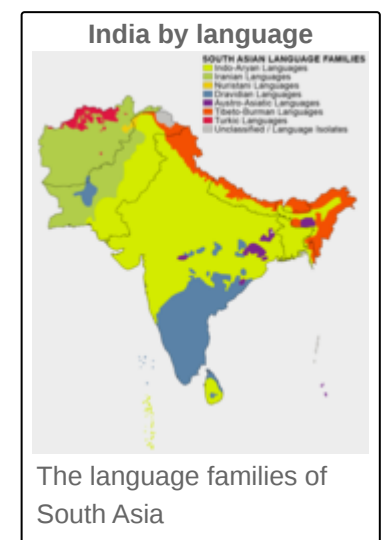 India by language
SOUTH ASIAN LANGUAGE FAMILIES
Indo-Aryan Languages
Iranian Languages
Nuristani Languages
Dravidian Languages
Austro-Asiatic Languages
Tibeto-Burman Languages
Turkic Languages
Unclassified / Language Isolates
The language families of
South Asia